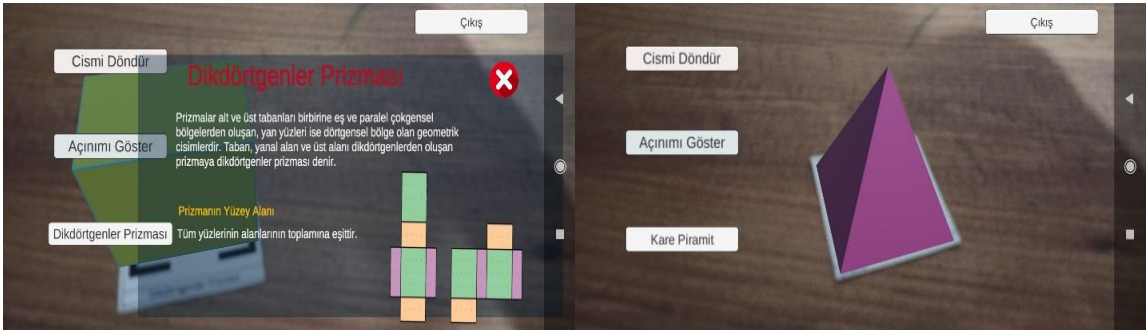 Çıkış
Cismi Döndür
Dikdörtgenler Prizması
Prizmalar alt ve üst tabanları birbirine eş ve paralel çokgensel
bölgelerden oluşan, yan yüzleri ise dörtgensel bölge olan geometrik
cisimlerdir. Taban, yanal alan ve üst alanı dikdörtgenlerden oluşan
prizmaya dikdörtgenler prizması denir.
Açınımı Göster
Prizmanın Yüzey Alanı
Dikdörtgenler Prizması
Tüm yüzlerinin alanlarının toplamına eşittir.
Çıkış
Cismi Döndür
Açınımı Göster
Kare Piramit